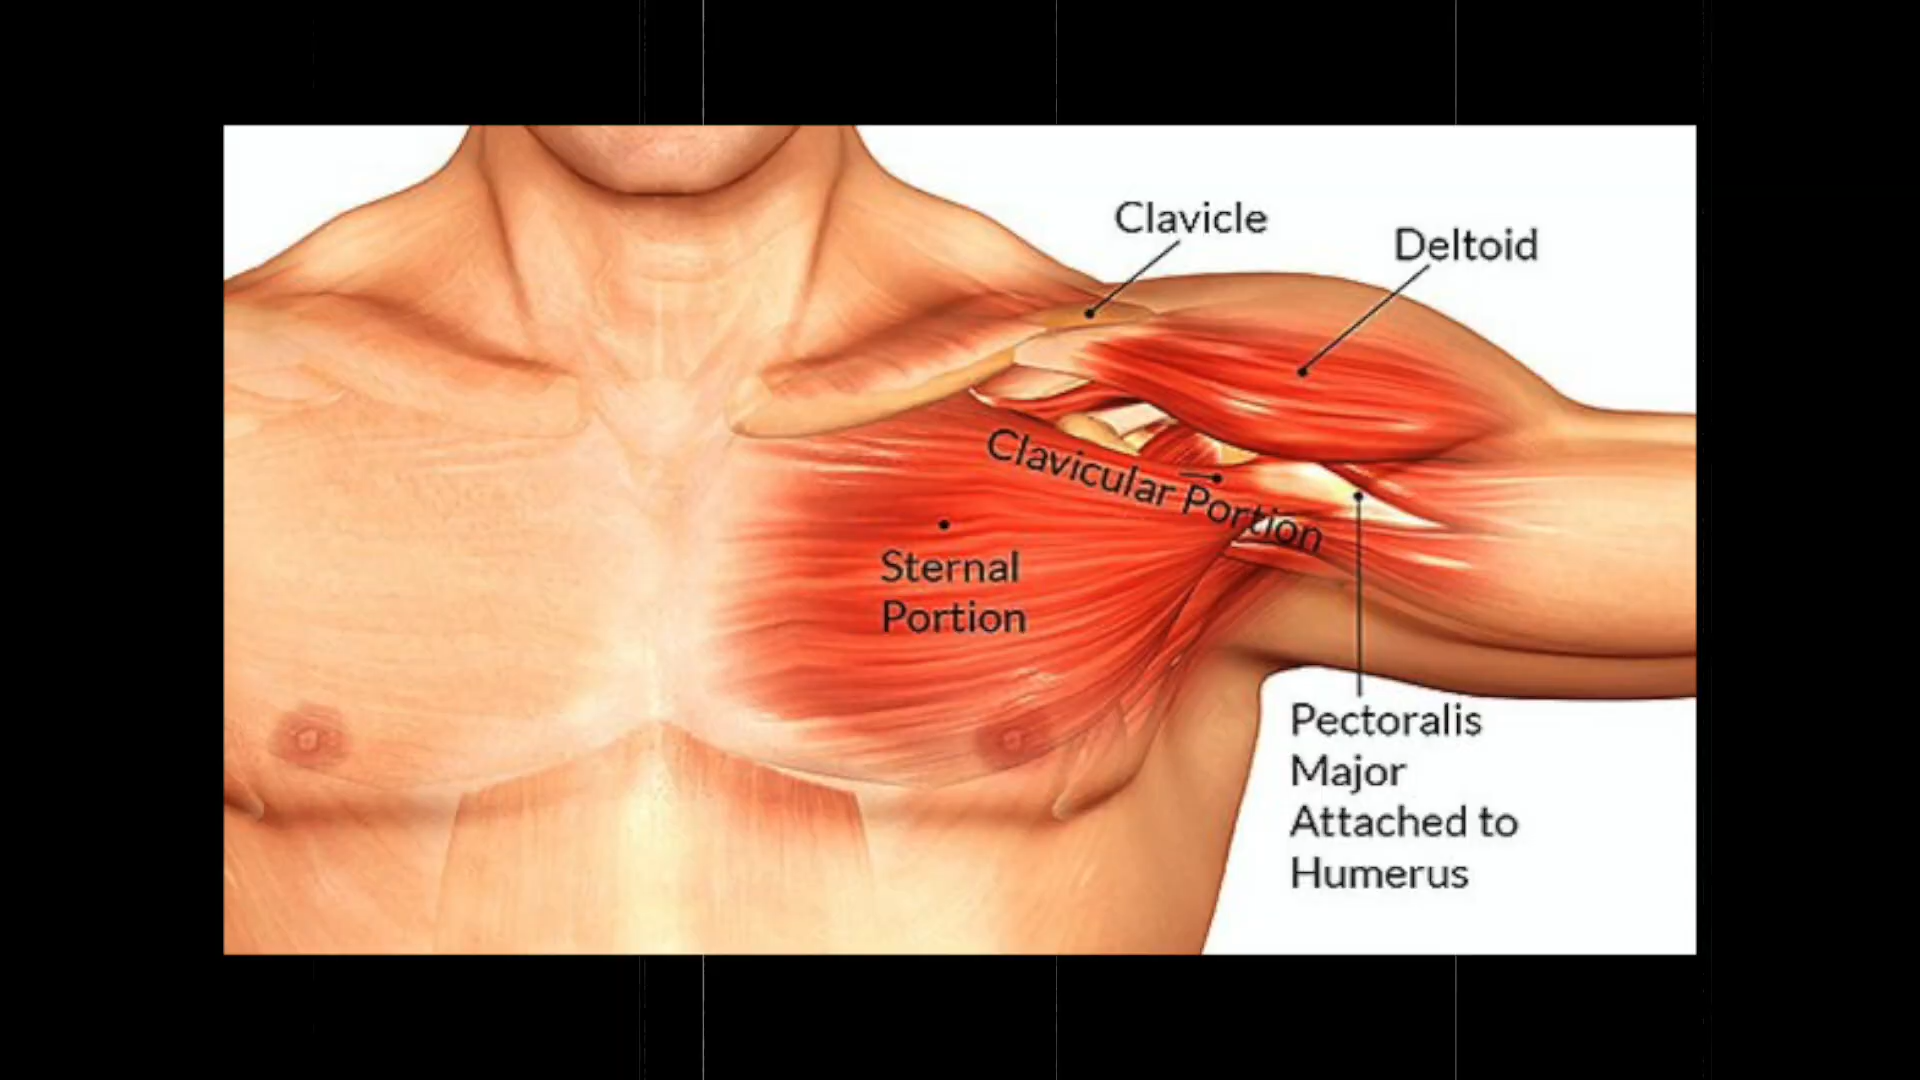 Clavicle
Deltoid
Clavicular Portion
Sternal
Portion
Pectoralis
Major
Attached to
Humerus